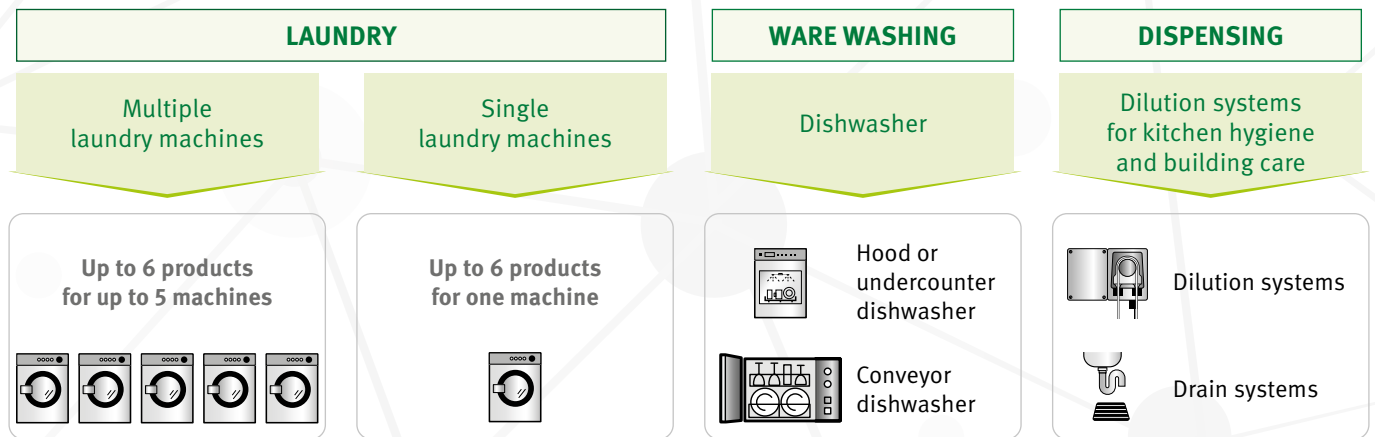 LAUNDRY
Multiple
laundry machines
Up to 6 products
for up to 5 machines
Single
laundry machines
Up to 6 products
for one machine
WARE WASHING
Dishwasher
Hood or
undercounter
dishwasher
Conveyor
dishwasher
DISPENSING
Dilution systems
for kitchen hygiene
and building care
Dilution systems
Drain systems